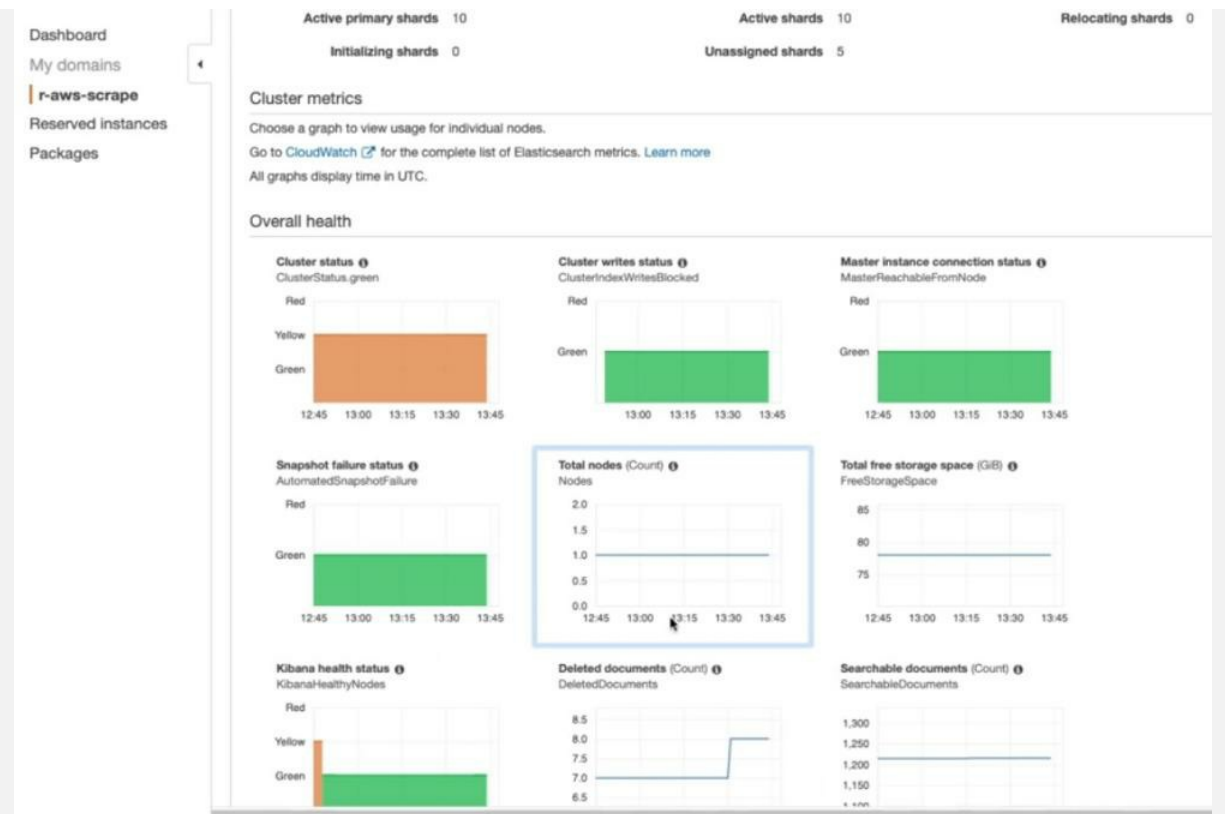 Active primary shards 10 Active shards 10 Relocating shards 0
Initializing shards 0 Unassigned shards 5
Dashboard
My domains
r-aws-scrape
Reserved instances
Packages
Cluster metrics
Choose a graph to view usage for individual nodes.
Go to CloudWatch for the complete list of Elasticsearch metrics. Learn more
All graphs display time in UTC.
Overall health
Cluster status
ClusterStatus.green
Red
Yellow
Green
12:45 13:00 13:15 13:30 13:45
Cluster writes status
ClusterIndexWritesBlocked
Red
Green
13:00 13:15 13:30 13:45
Master instance connection status
MasterReachableFromNode
Red
Green
12:45 13:00 13:15 13:30 13:45
Snapshot failure status
AutomatedSnapshotFailure
Red
Green
12:45 13:00 13:15 13:30 13:45
Total nodes (Count)
Nodes
2.0
1.5
1.0
0.5
0.0
12:45 13:00 13:15 13:30 13:45
Total free storage space (GiB)
FreeStorageSpace
85
80
75
12:45 13:00 13:15 13:30 13:45
Kibana health status
KibanaHealthyNodes
Red
Yellow
Green
Deleted documents (Count)
DeletedDocuments
8.5
8.0
7.5
7.0
6.5
Searchable documents (Count)
SearchableDocuments
1,300
1,250
1,200
1,150
1,100